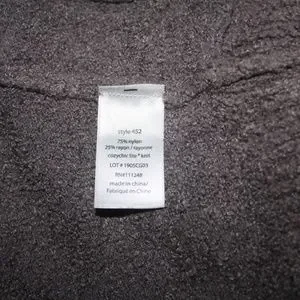 style 452
75% nylon
25% rayon / rayonne
cozychic lite ® knit
LOT # 1905CG03
RN#111248
made in china/
Fabriqué en Chine